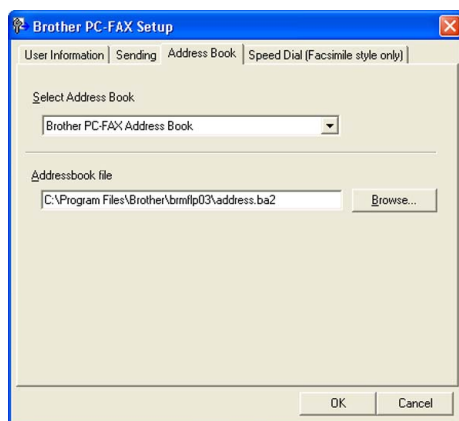 Brother PC-FAX Setup
User Information Sending Address Book Speed Dial (Facsimile style only)
Select Address Book
Brother PC-FAX Address Book
Addressbook file
C:\Program Files\Brother\brmflp03\address.ba2 Browse...
OK Cancel